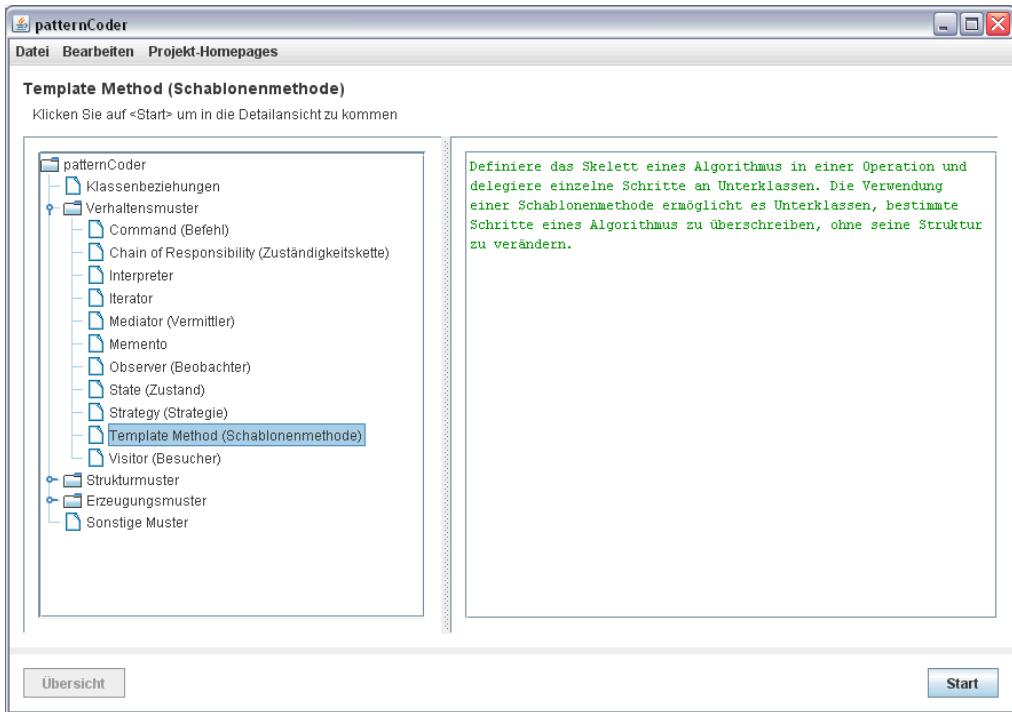 patternCoder
Datei Bearbeiten Projekt-Homepages
Template Method (Schablonenmethode)
Klicken Sie auf <Start> um in die Detailansicht zu kommen
patternCoder
Klassenbeziehungen
Verhaltensmuster
Command (Befehl)
Chain of Responsibility (Zuständigkeitskette)
Interpreter
Iterator
Mediator (Vermittler)
Memento
Observer (Beobachter)
State (Zustand)
Strategy (Strategie)
Template Method (Schablonenmethode)
Visitor (Besucher)
Strukturmuster
Erzeugungsmuster
Sonstige Muster
Definiere das Skelett eines Algorithmus in einer Operation und
delegiere einzelne Schritte an Unterklassen. Die Verwendung
einer Schablonenmethode ermöglicht es Unterklassen, bestimmte
Schritte eines Algorithmus zu überschreiben, ohne seine Struktur
zu verändern.
Übersicht
Start